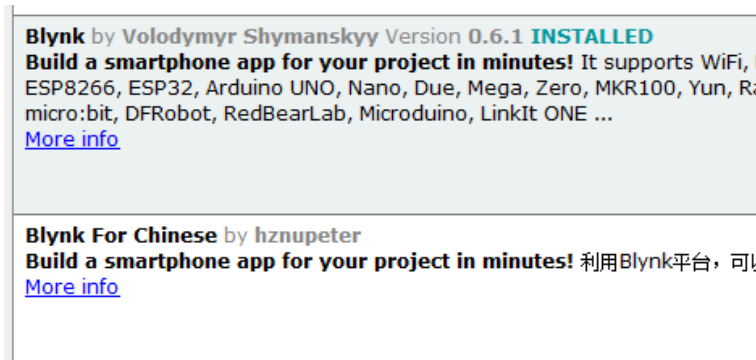 Blynk by Volodymyr Shymanskyy Version 0.6.1 INSTALLED
Build a smartphone app for your project in minutes! It supports WiFi,
ESP8266, ESP32, Arduino UNO, Nano, Due, Mega, Zero, MKR100, Yun,
micro:bit, DFRobot, RedBearLab, Microduino, LinkIt ONE ...
More info
Blynk For Chinese by hznupeter
Build a smartphone app for your project in minutes! 利用Blynk平台，可
More info